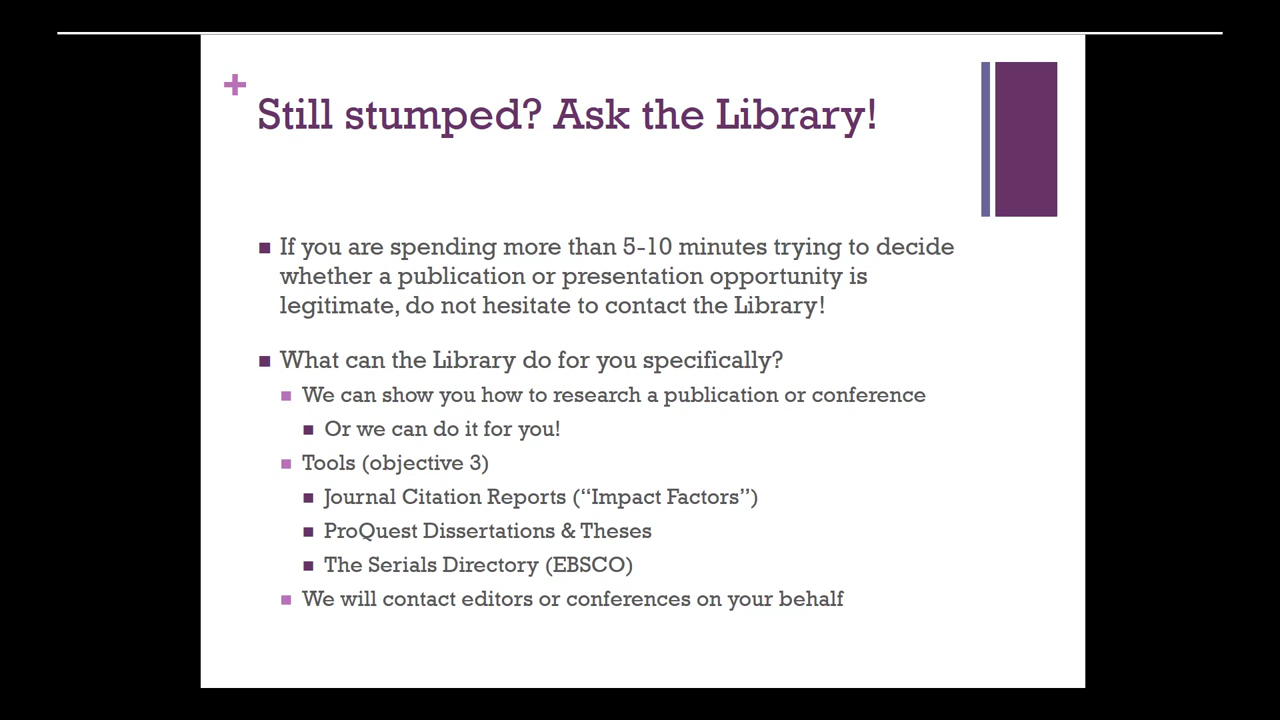 Still stumped? Ask the Library!
If you are spending more than 5-10 minutes trying to decide
whether a publication or presentation opportunity is
legitimate, do not hesitate to contact the Library!
What can the Library do for you specifically?
We can show you how to research a publication or conference
Or we can do it for you!
Tools (objective 3)
Journal Citation Reports (“Impact Factors”)
ProQuest Dissertations & Theses
The Serials Directory (EBSCO)
We will contact editors or conferences on your behalf